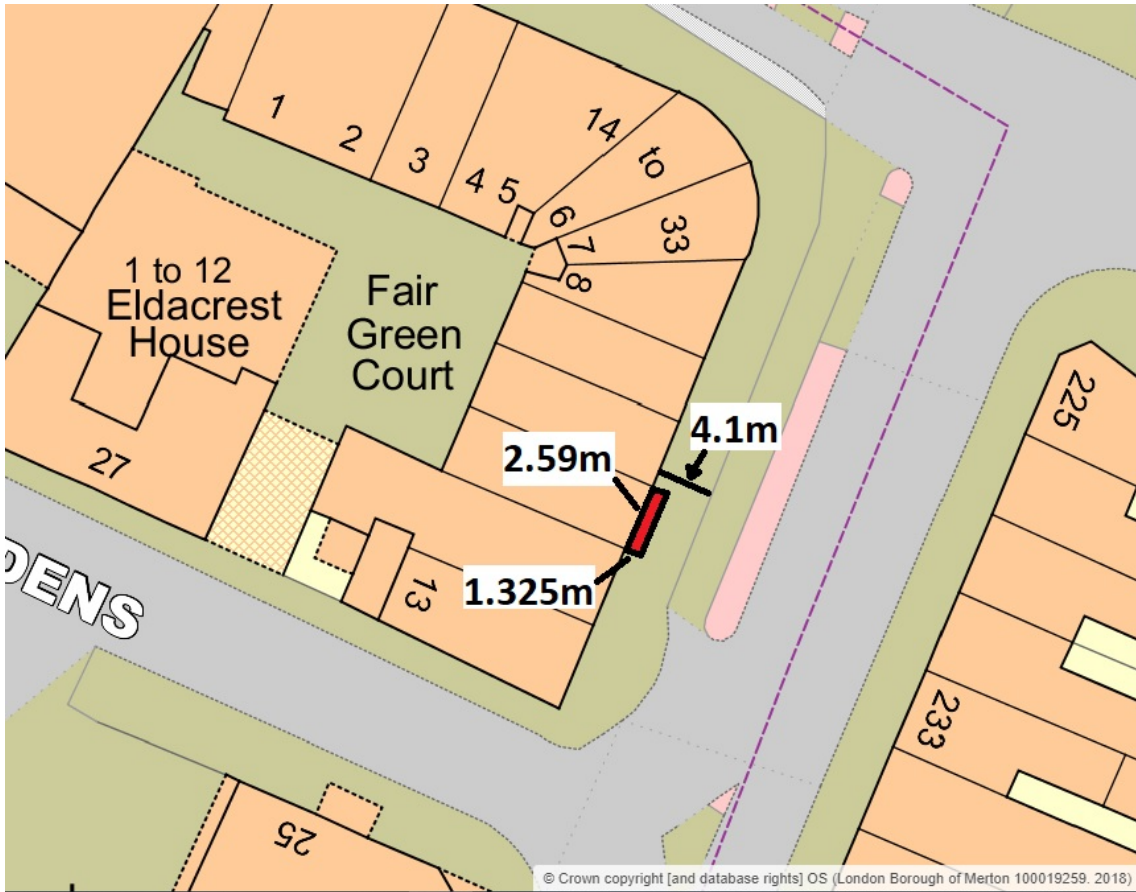 1
2
3
4
5
14
to
33
6
7
8
1 to 12
Eldacrest
House
Fair
Green
Court
225
4.1m
2.59m
27
1.325m
13
DENS
233
25
© Crown copyright [and database rights] OS (London Borough of Merton 100019259. 2018)